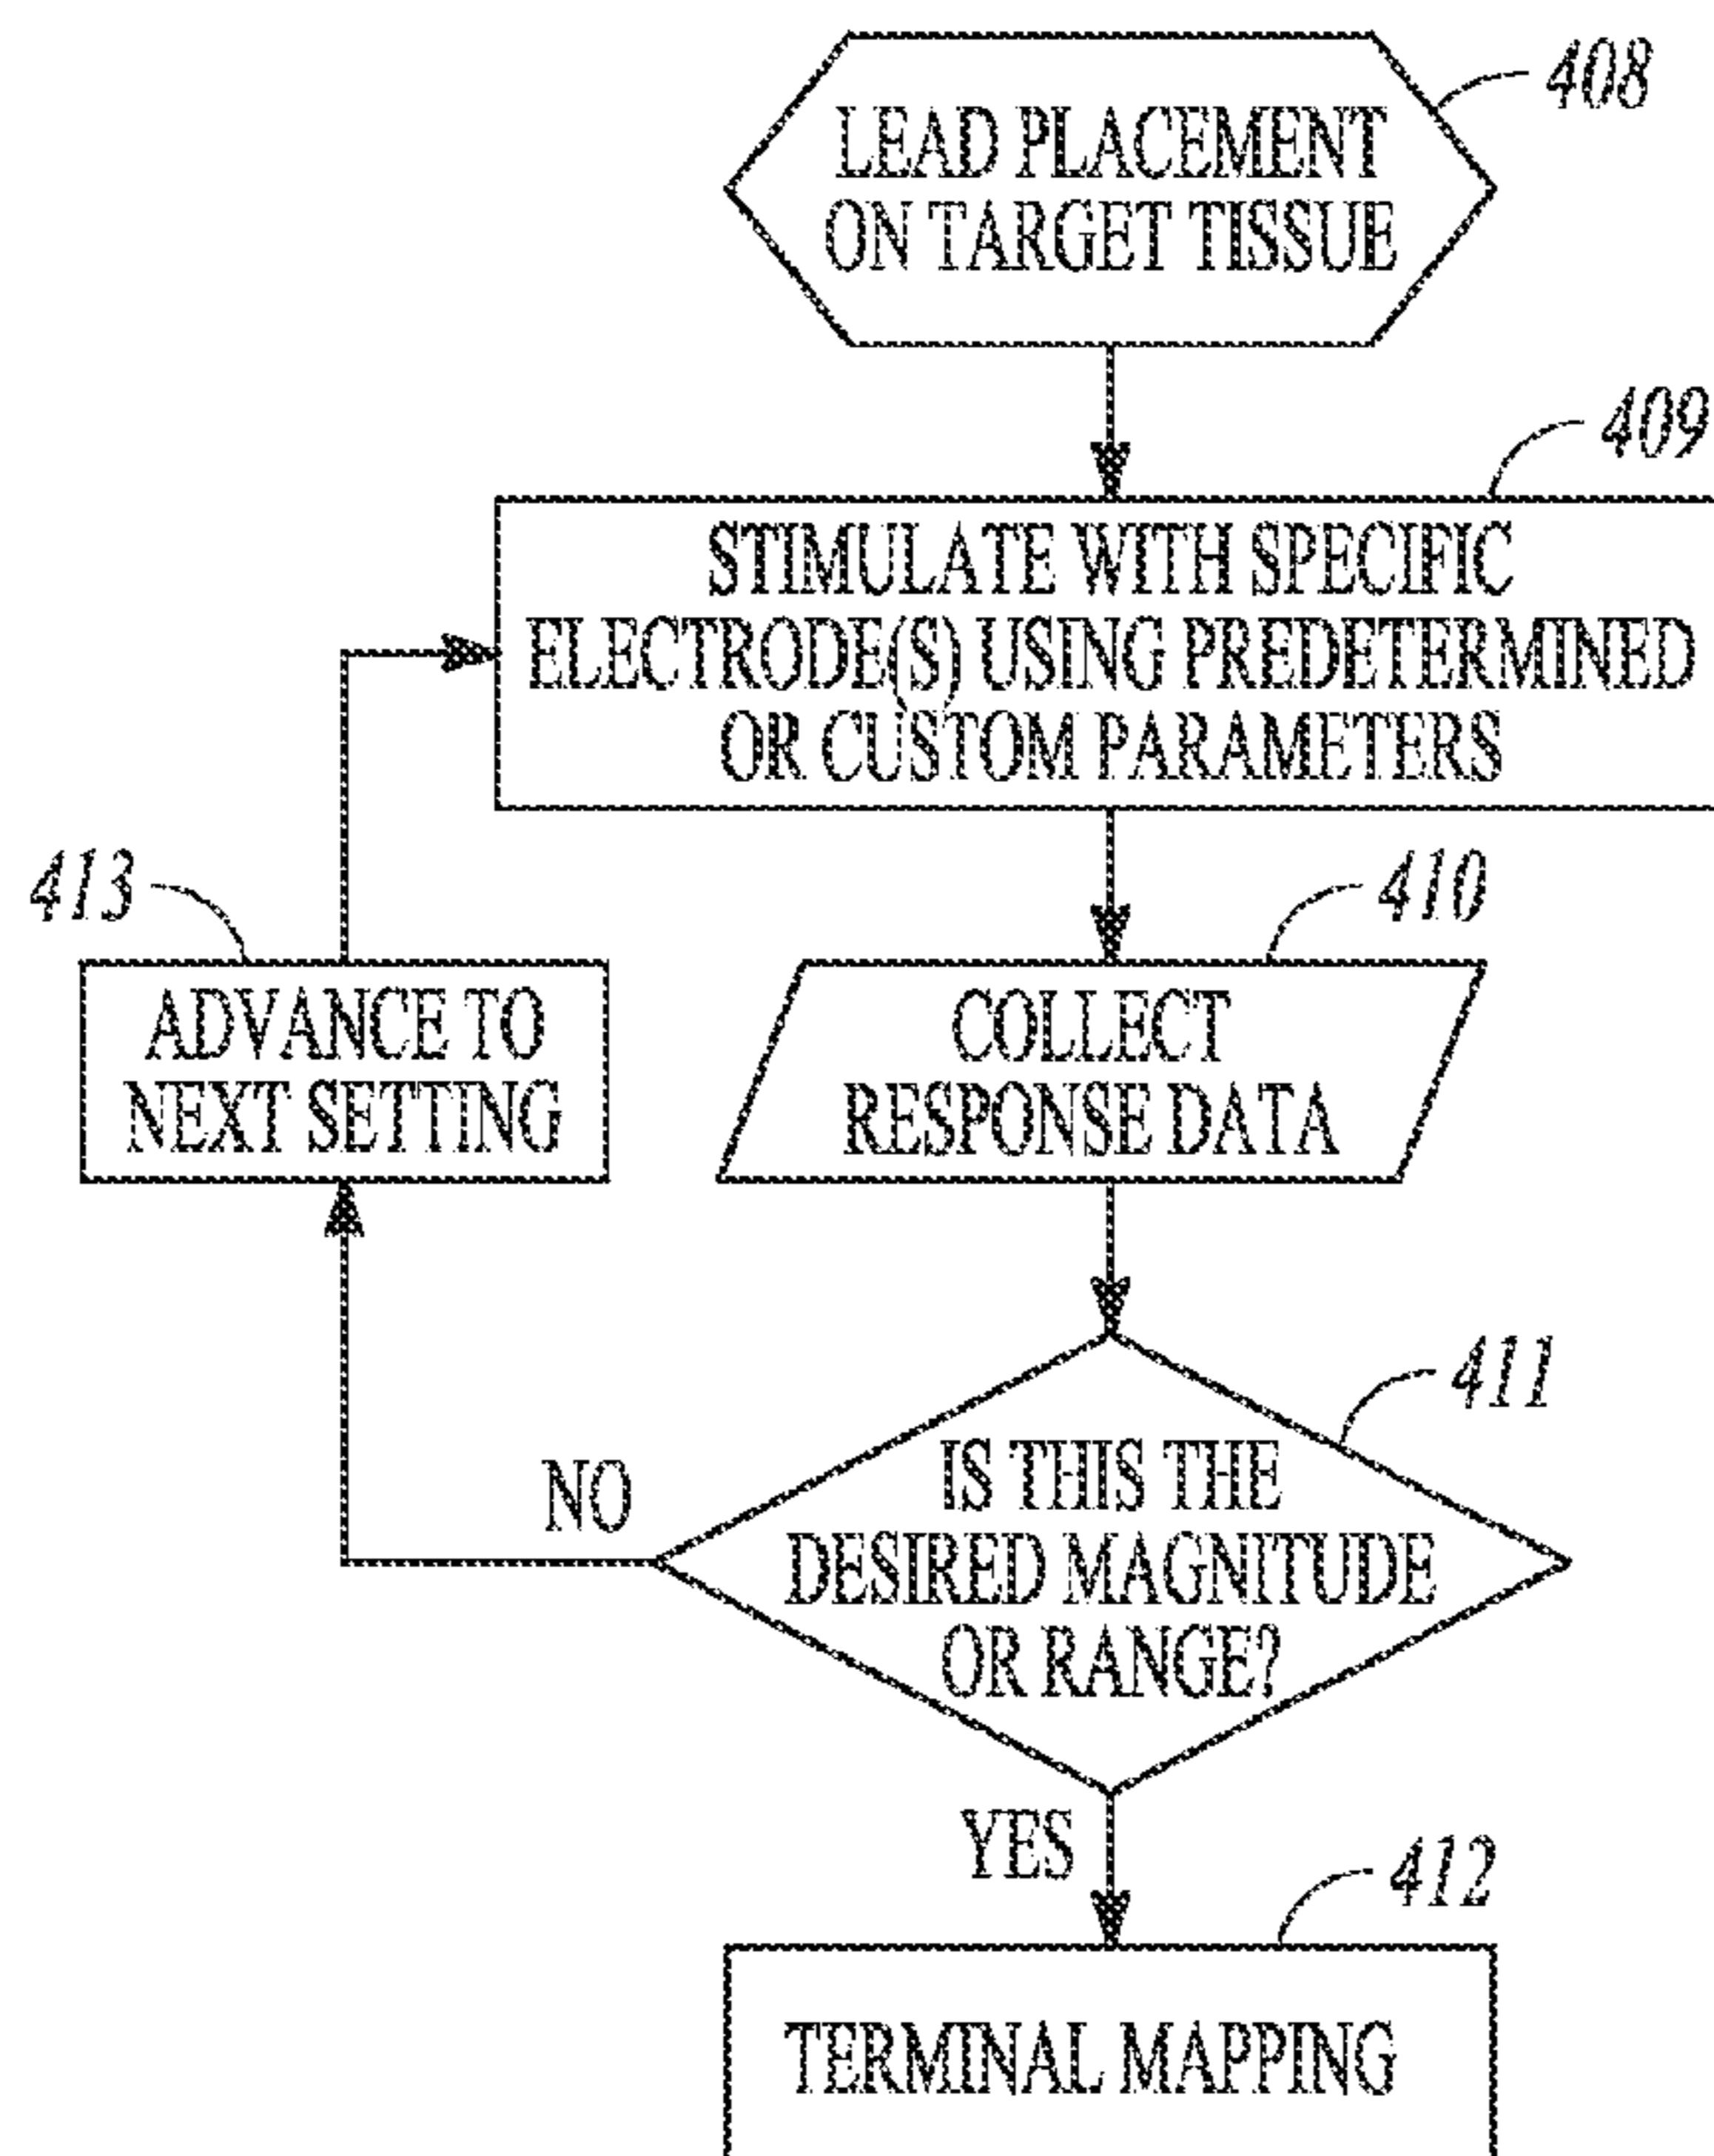 408
LEAD PLACEMENT
ON TARGET TISSUE
409
STIMULATE WITH SPECIFIC
ELECTRODE(S) USING PREDETERMINED
OR CUSTOM PARAMETERS
413
410
ADVANCE TO
NEXT SETTING
COLLECT
RESPONSE DATA
411
NO
IS THIS THE
DESIRED MAGNITUDE
OR RANGE?
YES
412
TERMINAL MAPPING